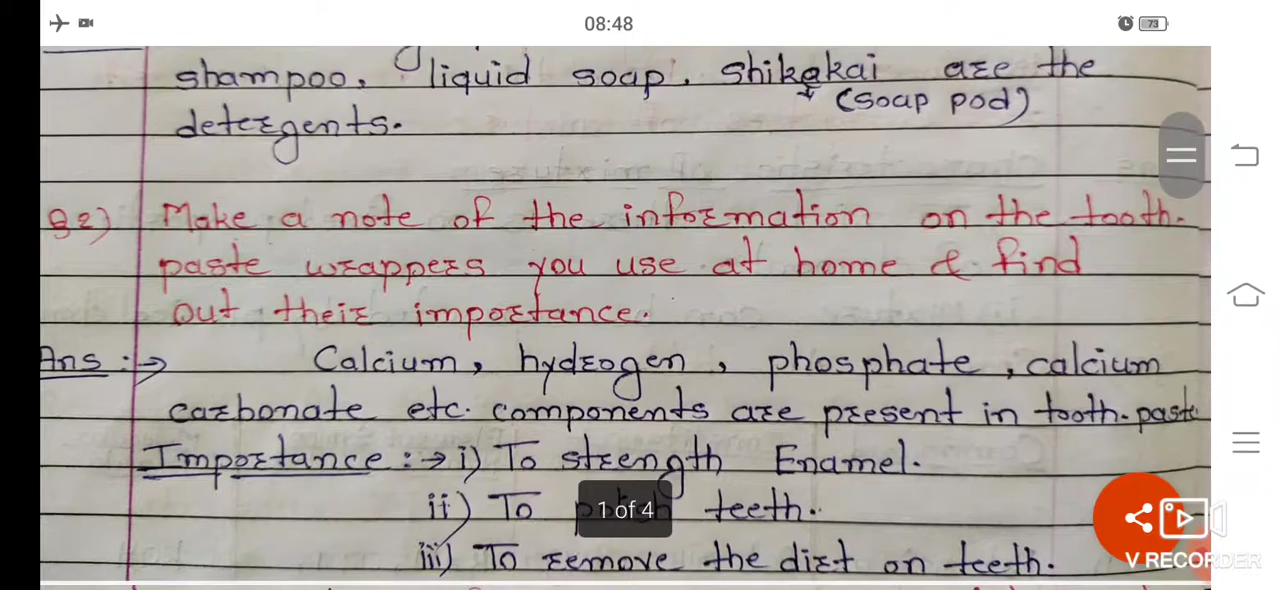 08:48
73
shampoo, liquid soap, shikakai are the
(soap pod)
detergents.
Q2) Make a note of the information on the tooth-
paste wrappers you use at home & find
out their importance.
Ans :→ Calcium, hydrogen, phosphate, calcium
carbonate etc. components are present in tooth-paste
Importance :→ i) To strength Enamel.
ii) To polish teeth.
1 of 4
iii) To remove the dirt on teeth.
V RECORDER